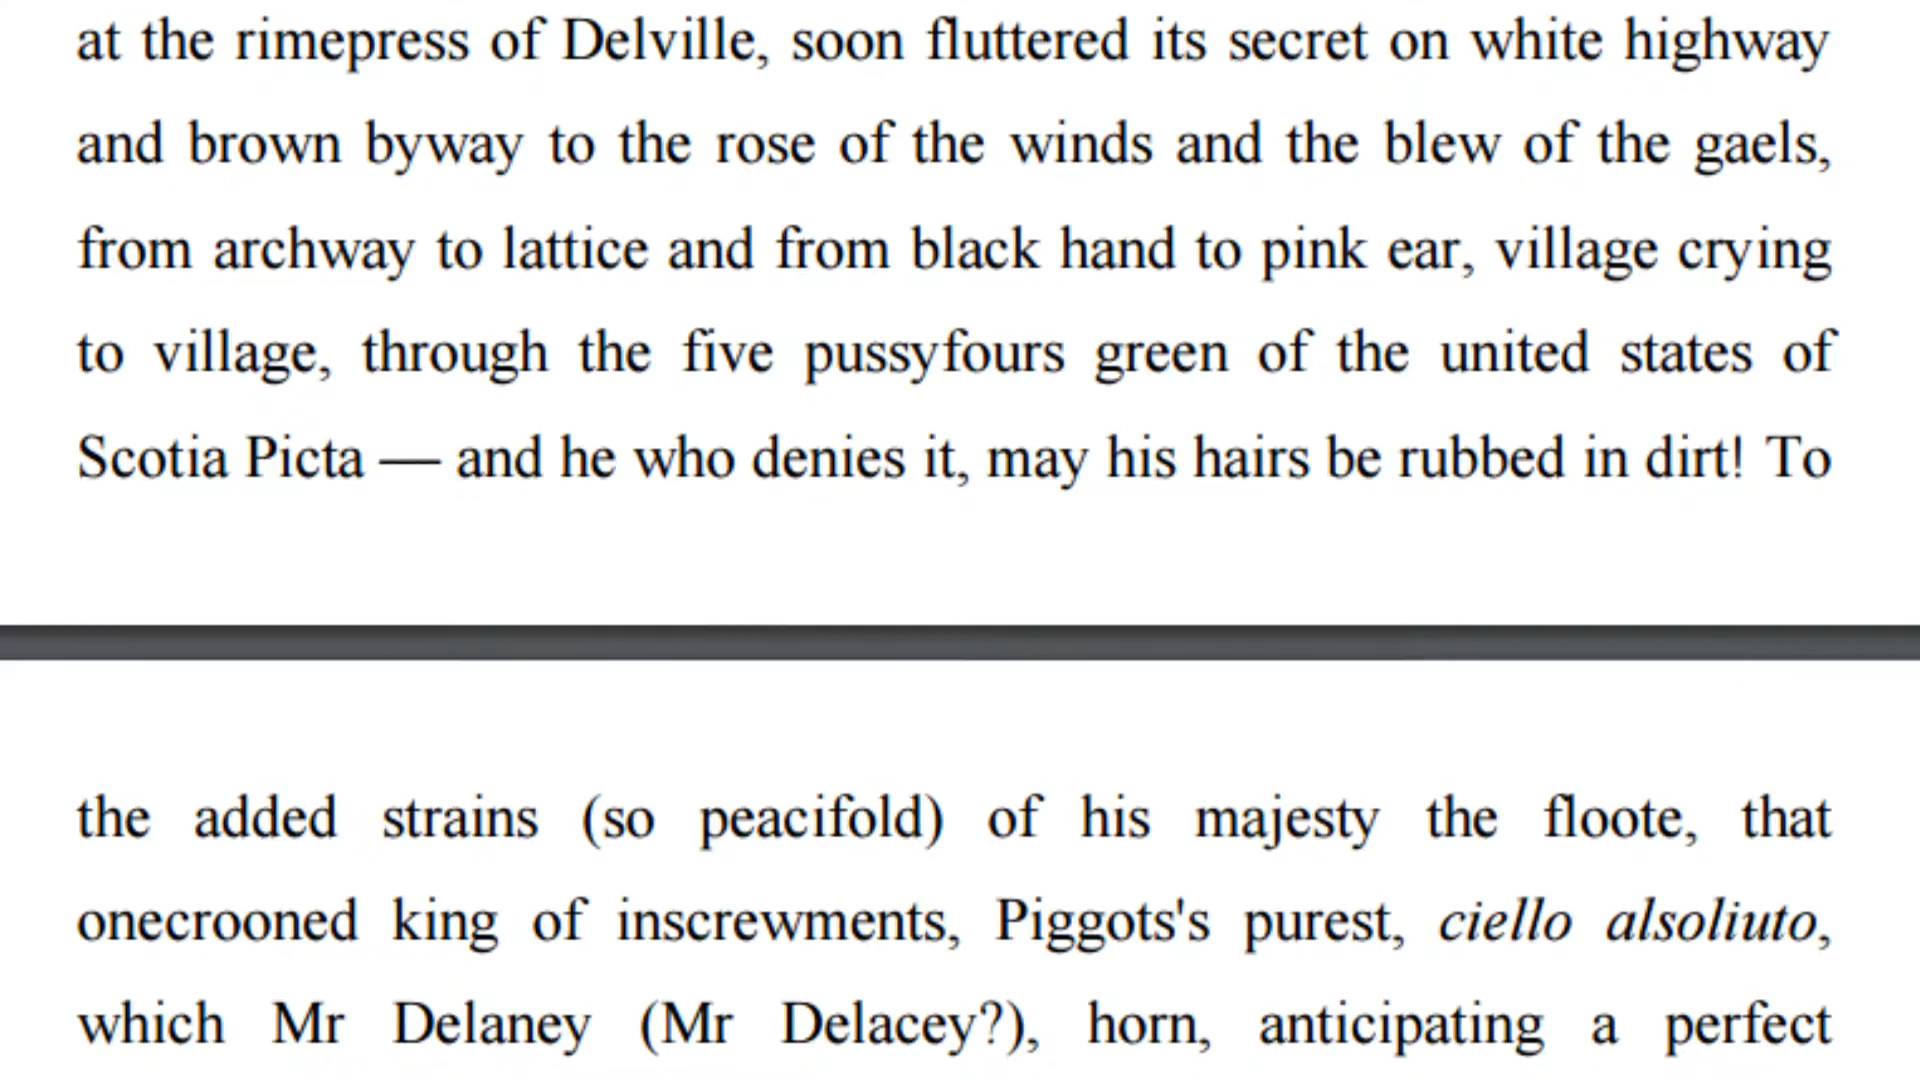 at the rimepress of Delville, soon fluttered its secret on white highway
and brown byway to the rose of the winds and the blew of the gaels,
from archway to lattice and from black hand to pink ear, village crying
to village, through the five pussyfours green of the united states of
Scotia Picta — and he who denies it, may his hairs be rubbed in dirt! To
the added strains (so peacifold) of his majesty the floote, that
onecrooned king of inscrewments, Piggots's purest, ciello alsoliuto,
which Mr Delaney (Mr Delacey?), horn, anticipating a perfect